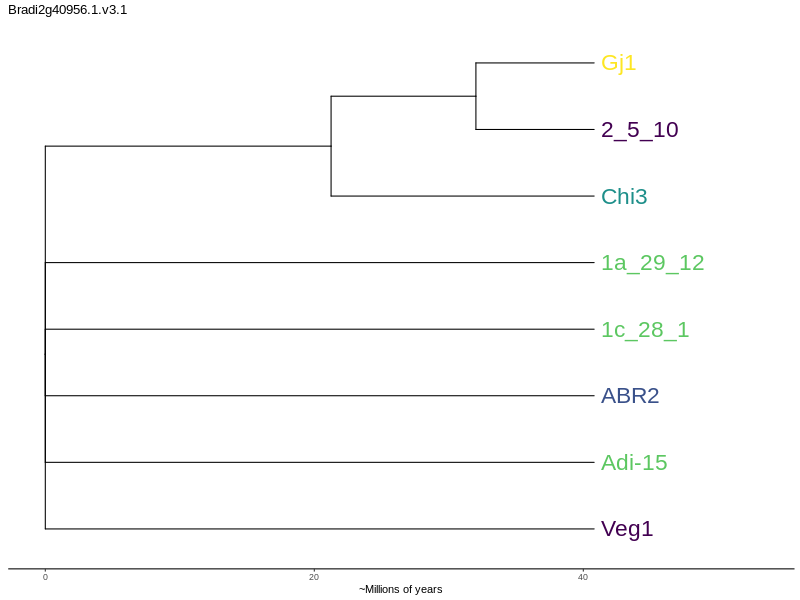 Bradi2g40956.1.v3.1
Gj1
2_5_10
Chi3
1a_29_12
1c_28_1
ABR2
Adi-15
Veg1
0 20 40
~Millions of years